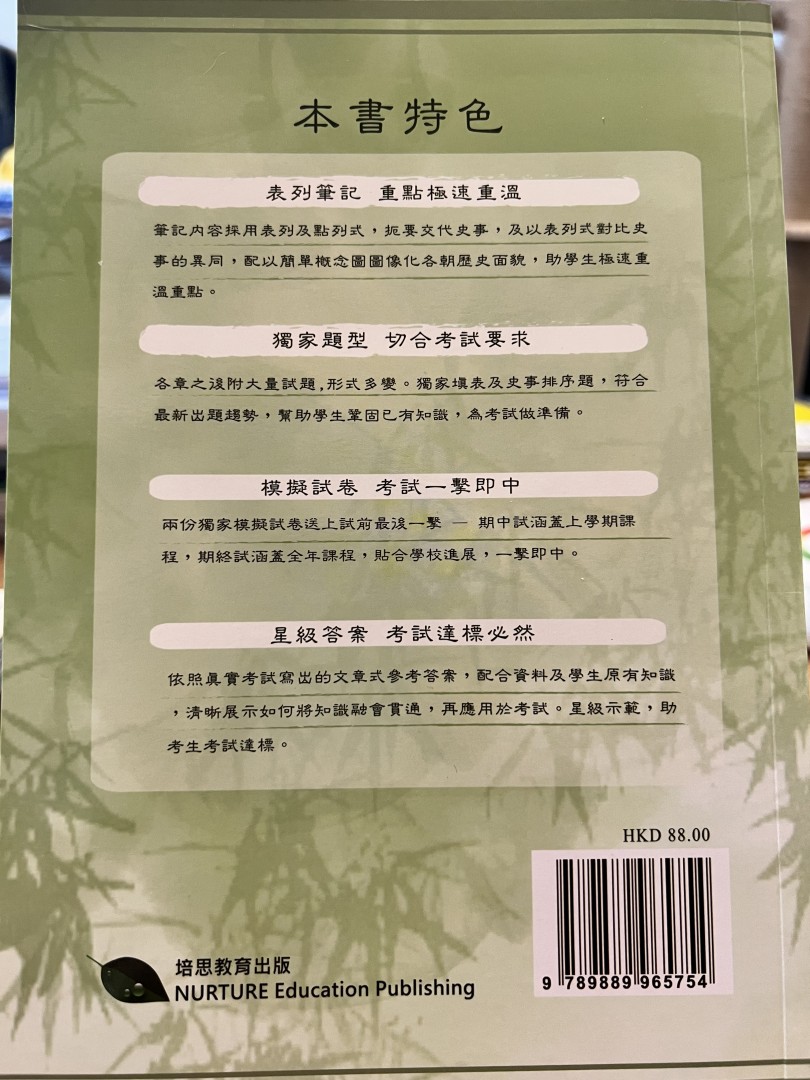 本書特色
表列筆記 重點極速重溫
筆記內容採用表列及點列式，扼要交代史事，及以表列式對比史
事的異同，配以簡單概念圖圖像化各朝歷史面貌，助學生極速重
溫重點。
獨家題型 切合考試要求
各章之後附大量試題,形式多變。獨家填表及史事排序題，符合
最新出題趨勢，幫助學生鞏固已有知識，為考試做準備。
模擬試卷 考試一擊即中
兩份獨家模擬試卷送上試前最後一擊 — 期中試涵蓋上學期課
程，期終試涵蓋全年課程，貼合學校進展，一擊即中。
星級答案 考試達標必然
依照真實考試寫出的文章式參考答案，配合資料及學生原有知識
，清晰展示如何將知識融會貫通，再應用於考試。星級示範，助
考生考試達標。
HKD 88.00
9 789889 965754
培思教育出版
NURTURE Education Publishing